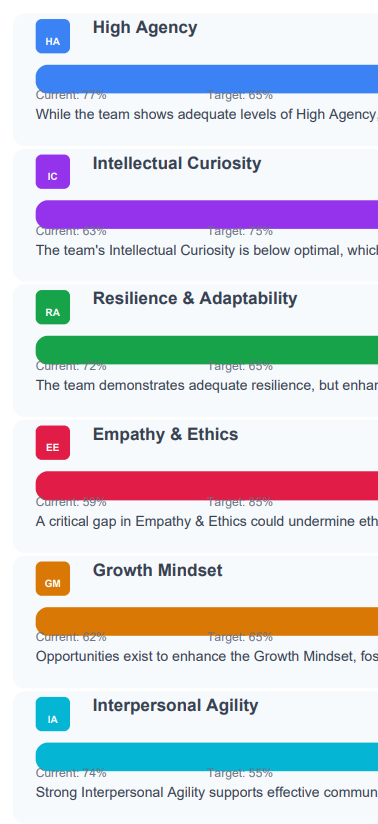 High Agency
HA
Current: 77% Target: 65%
While the team shows adequate levels of High Agency,
Intellectual Curiosity
IC
Current: 63% Target: 75%
The team's Intellectual Curiosity is below optimal, which
Resilience & Adaptability
RA
Current: 72% Target: 65%
The team demonstrates adequate resilience, but
Empathy & Ethics
EE
Current: 59% Target: 85%
A critical gap in Empathy & Ethics could undermine
Growth Mindset
GM
Current: 62% Target: 65%
Opportunities exist to enhance the Growth Mindset,
Interpersonal Agility
IA
Current: 74% Target: 55%
Strong Interpersonal Agility supports effective